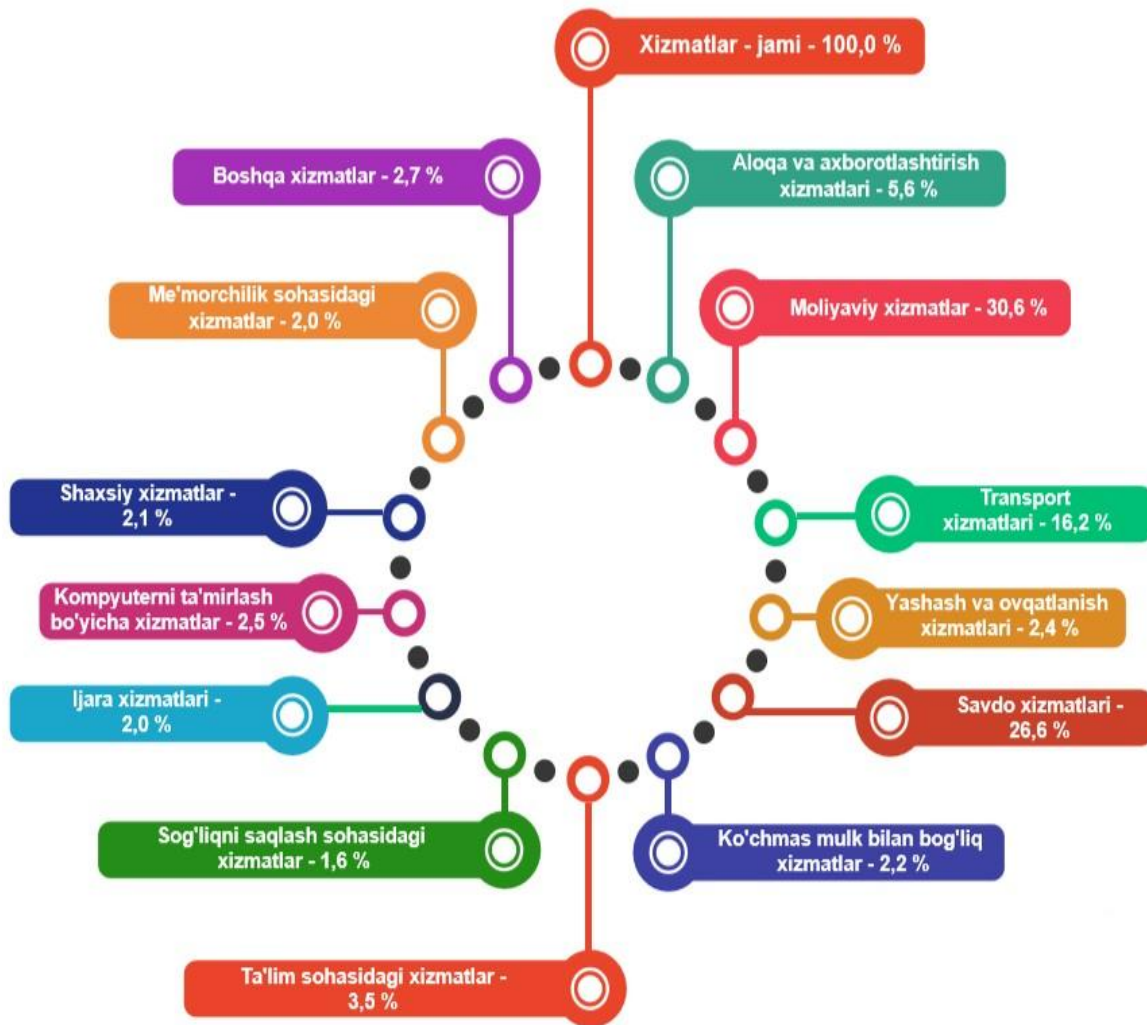 Xizmatlar - jami - 100,0 %
Boshqa xizmatlar - 2,7 %
Aloqa va axborotlashtirish
xizmatlari - 5,6 %
Me'morchilik sohasidagi
xizmatlar - 2,0 %
Moliyaviy xizmatlar - 30,6 %
Shaxsiy xizmatlar -
2,1 %
Transport
xizmatlari - 16,2 %
Kompyuterni ta'mirlash
bo'yicha xizmatlar - 2,5 %
Yashash va ovqatlanish
xizmatlari - 2,4 %
Ijara xizmatlari -
2,0 %
Savdo xizmatlari -
26,6 %
Sog'liqni saqlash sohasidagi
xizmatlar - 1,6 %
Ko'chmas mulk bilan bog'liq
xizmatlar - 2,2 %
Ta'lim sohasidagi xizmatlar -
3,5 %